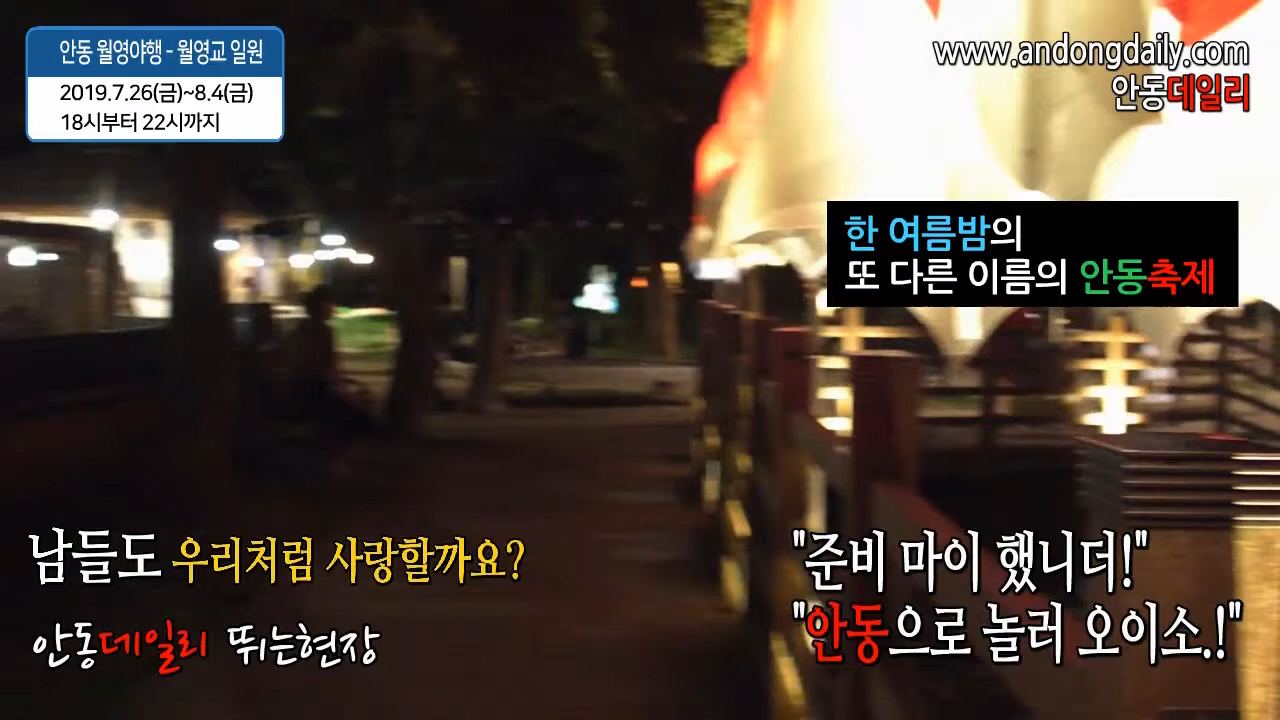 안동 월영야행 - 월영교 일원
2019.7.26(금)~8.4(금)
18시부터 22시까지
www.andongdaily.com
안동데일리
한 여름밤의
또 다른 이름의 안동축제
남들도 우리처럼 사랑할까요?
안동데일리 뛰는현장
"준비 마이 했니더!"
"안동으로 놀러 오이소.!"